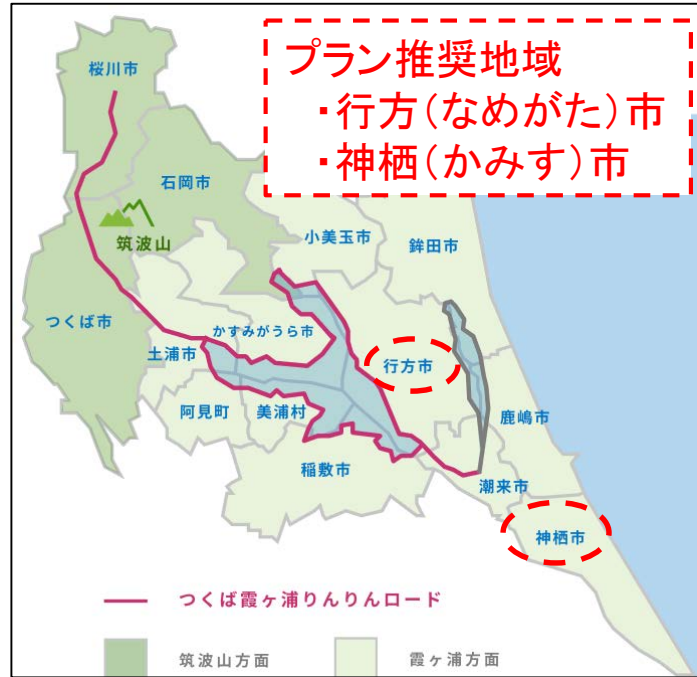 プラン推奨地域
・行方(なめがた)市
・神栖(かみす)市
桜川市
石岡市
筑波山
小美玉市
鉾田市
つくば市
かすみがうら市
土浦市
行方市
阿見町
美浦村
鹿嶋市
稲敷市
潮来市
神栖市
つくば霞ヶ浦りんりんロード
筑波山方面
霞ヶ浦方面